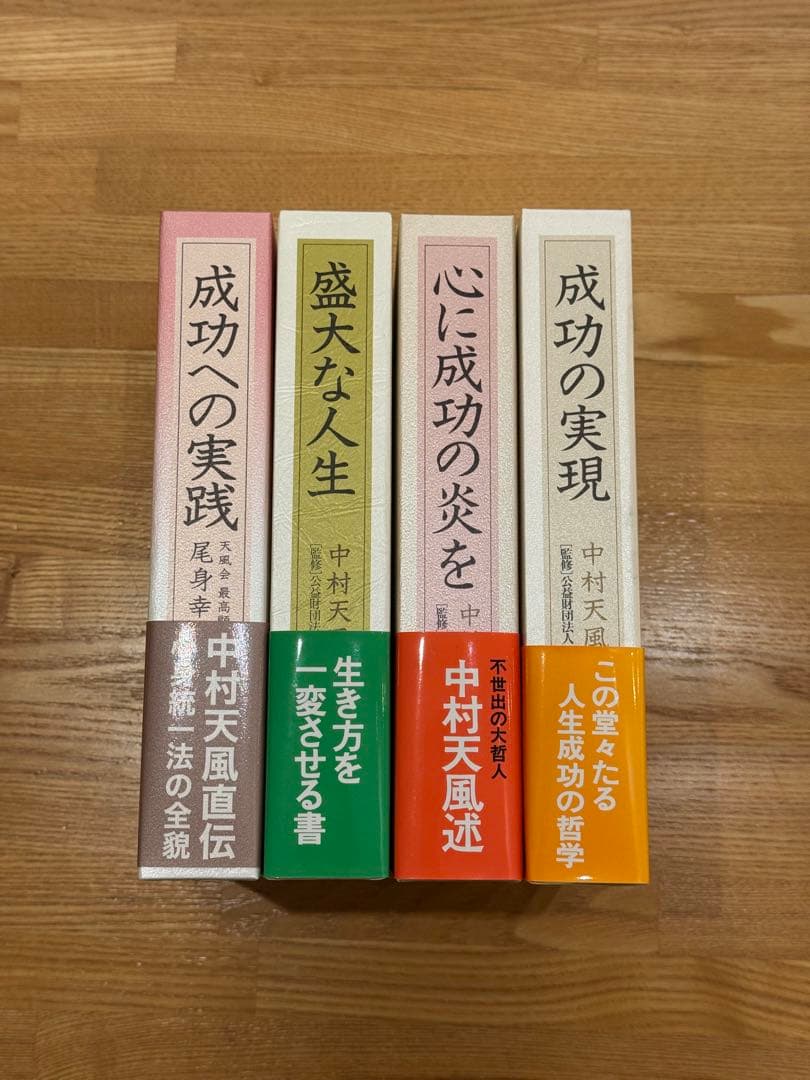 成功への実践
天風会 最高顧
尾身幸
中村天風直伝
心身統一法の全貌
盛大な人生
中村天
[監修]公益財団法
生き方を
一変させる書
心に成功の炎を
中
[監修
不世出の大哲人
中村天風述
成功の実現
中村天風
[監修]公益財団法人
この堂々たる
人生成功の哲学